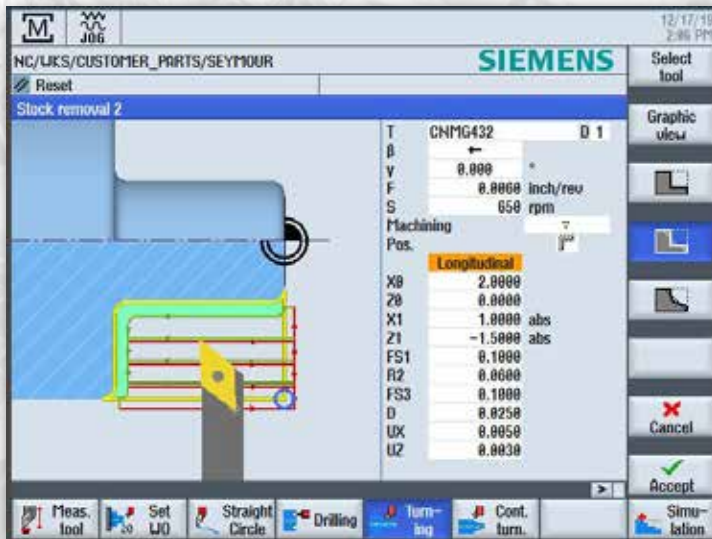 M JOG
12/17/19
2:06 PM
NC/WKS/CUSTOMER_PARTS/SEYMOUR
SIEMENS
Select
tool
Reset
Stock removal 2
Graphic
view
T CNMG432 D 1
β ←
γ 0.000 °
F 0.0060 inch/rev
S 650 rpm
Machining ▽
Pos.
Longitudinal
X0 2.0000
Z0 0.0000
X1 1.0000 abs
Z1 -1.5000 abs
FS1 0.1000
R2 0.0600
FS3 0.1000
D 0.0250
UX 0.0050
UZ 0.0030
Cancel
Accept
Meas.
tool
Set
WO
Straight
Circle
Drilling
Turn-
ing
Cont.
turn.
Simu-
lation